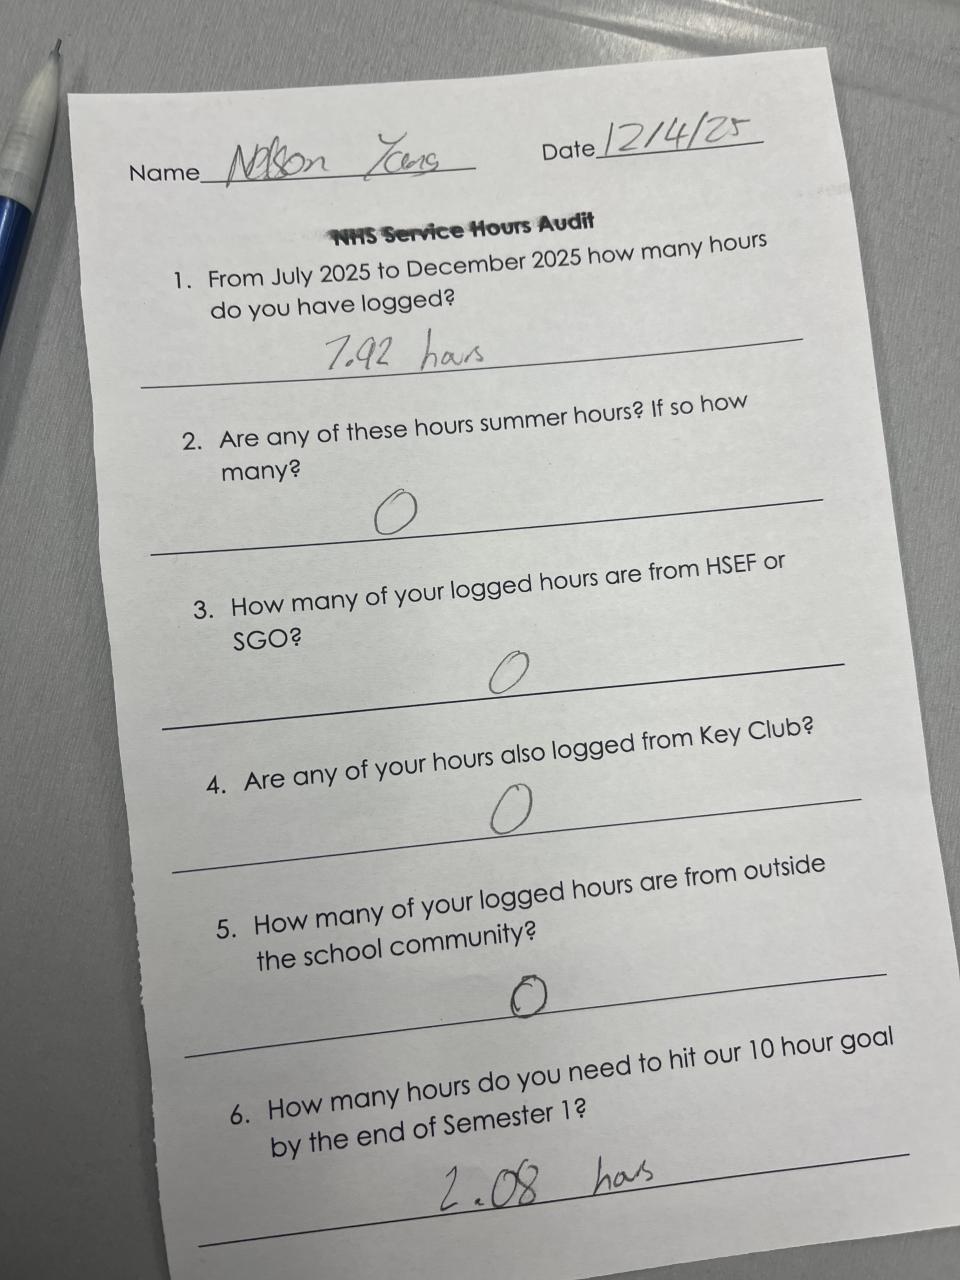 Name Nelson Yang Date 12/4/25
NHS Service Hours Audit
1. From July 2025 to December 2025 how many hours
do you have logged?
7.92 hours
2. Are any of these hours summer hours? If so how
many?
0
3. How many of your logged hours are from HSEF or
SGO?
0
4. Are any of your hours also logged from Key Club?
0
5. How many of your logged hours are from outside
the school community?
0
6. How many hours do you need to hit our 10 hour goal
by the end of Semester 1?
2.08 hours